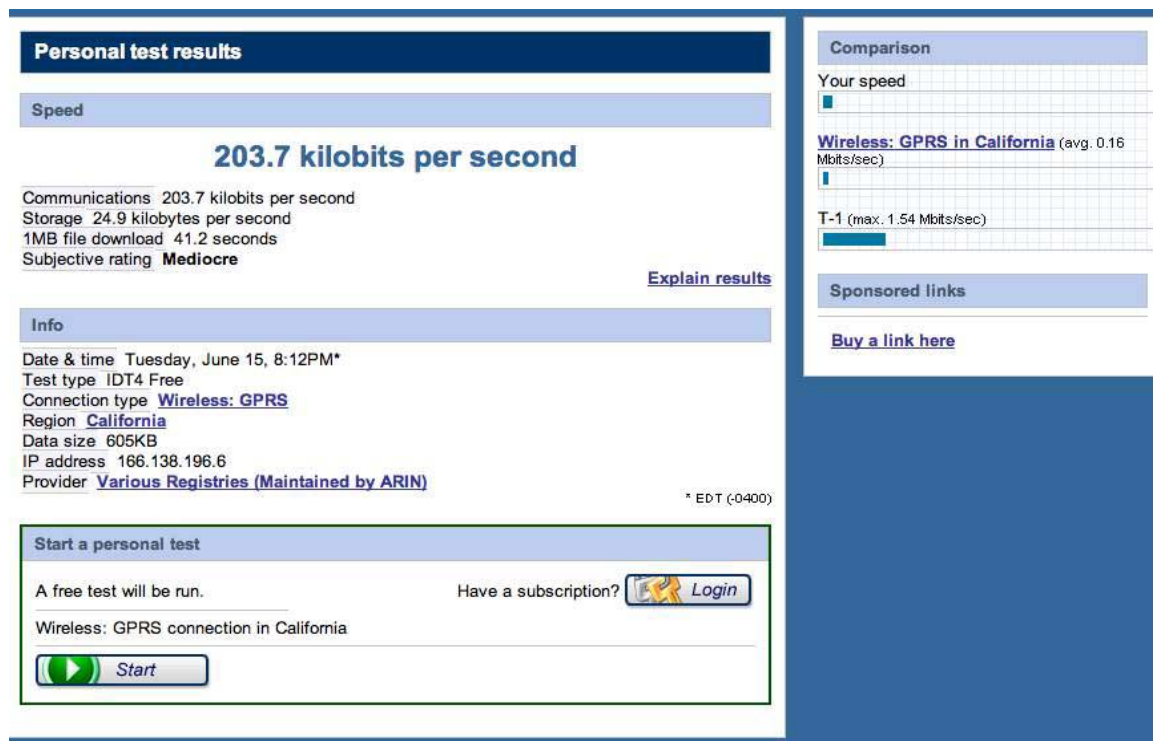 Personal test results
Speed
203.7 kilobits per second
Communications 203.7 kilobits per second
Storage 24.9 kilobytes per second
1MB file download 41.2 seconds
Subjective rating Mediocre
Explain results
Info
Date & time Tuesday, June 15, 8:12PM*
Test type IDT4 Free
Connection type Wireless: GPRS
Region California
Data size 605KB
IP address 166.138.196.6
Provider Various Registries (Maintained by ARIN)
* EDT (-0400)
Start a personal test
A free test will be run.
Have a subscription? Login
Wireless: GPRS connection in California
Start
Comparison
Your speed
Wireless: GPRS in California (avg. 0.16
Mbits/sec)
T-1 (max. 1.54 Mbits/sec)
Sponsored links
Buy a link here